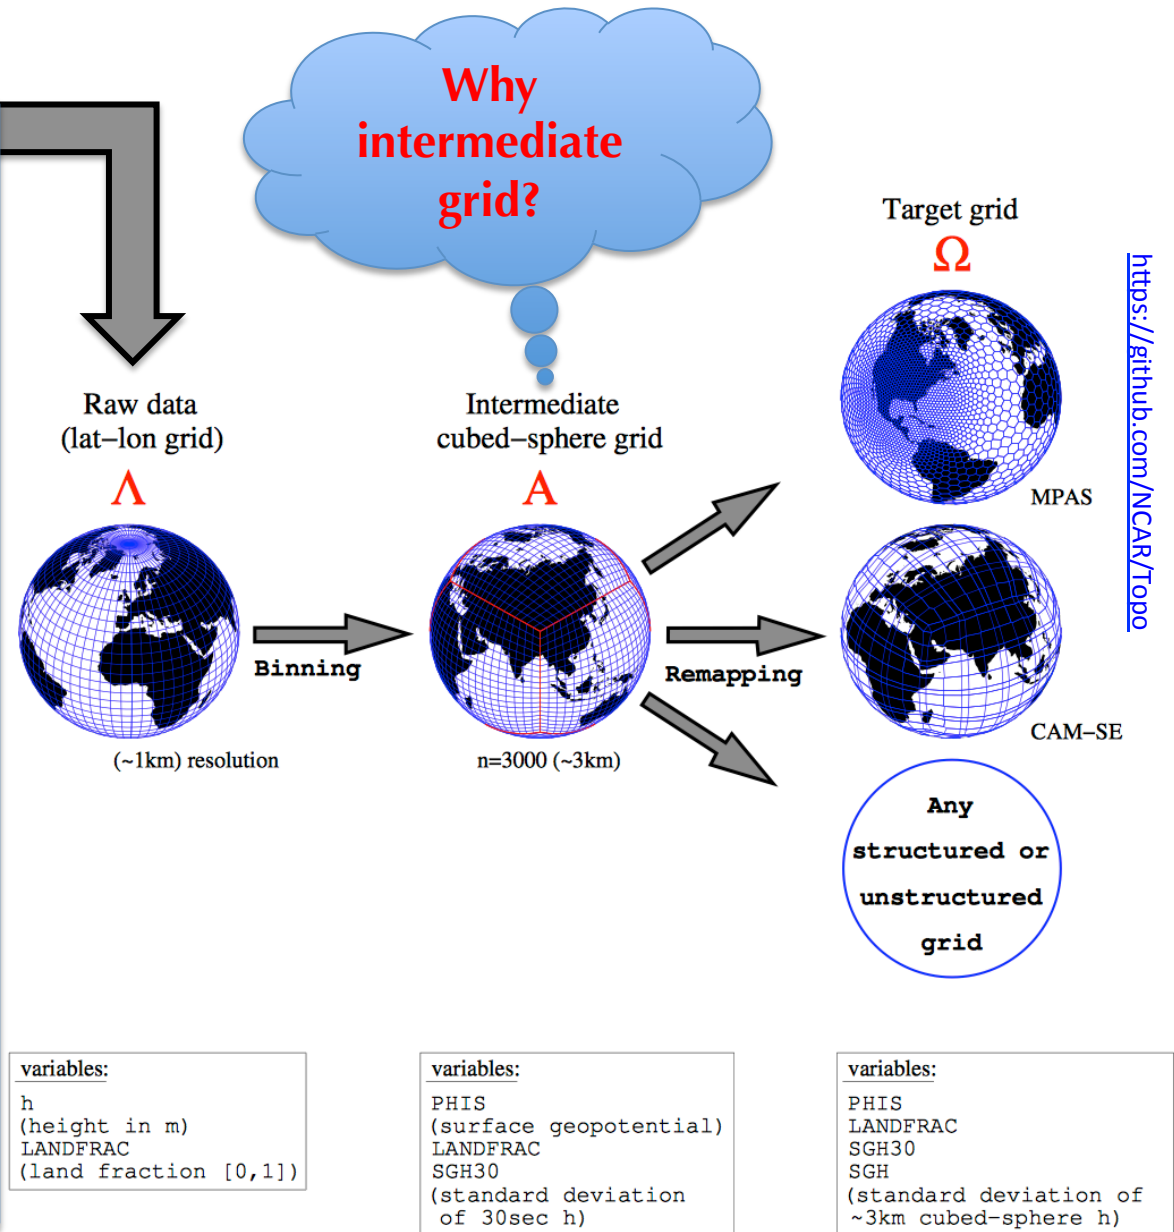 Why
intermediate
grid?
Target grid
Ω
https://github.com/NCAR/Topo
Raw data
(lat−lon grid)
Λ
Intermediate
cubed−sphere grid
A
MPAS
Binning
Remapping
CAM−SE
(~1km) resolution
n=3000 (~3km)
Any
structured or
unstructured
grid
variables:
h
(height in m)
LANDFRAC
(land fraction [0,1])
variables:
PHIS
(surface geopotential)
LANDFRAC
SGH30
(standard deviation
of 30sec h)
variables:
PHIS
LANDFRAC
SGH30
SGH
(standard deviation of
~3km cubed−sphere h)